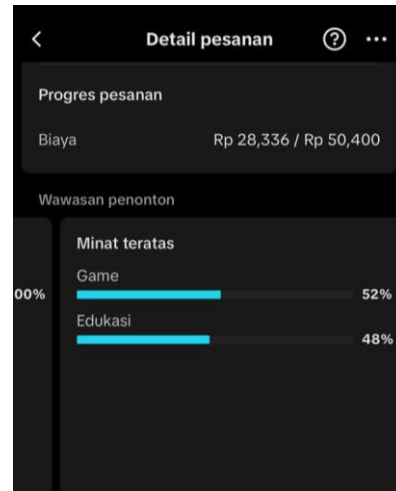 Detail pesanan
Progres pesanan
Biaya Rp 28,336 / Rp 50,400
Wawasan penonton
Minat teratas
Game
00% 52%
Edukasi
48%